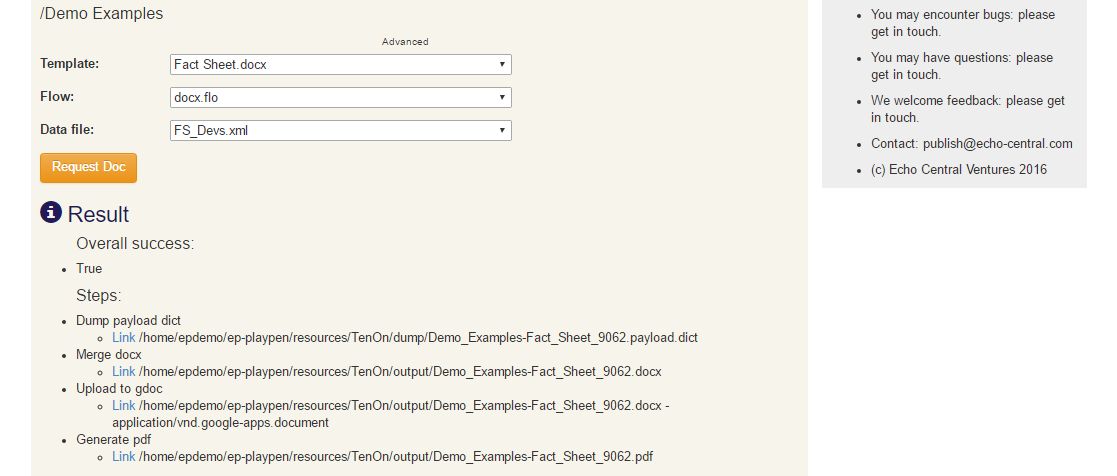 /Demo Examples
Advanced
Template:
Fact Sheet.docx
Flow:
docx.flo
Data file:
FS_Devs.xml
Request Doc
Result
Overall success:
True
Steps:
Dump payload dict
Link /home/epdemo/ep-playpen/resources/TenOn/dump/Demo_Examples-Fact_Sheet_9062.payload.dict
Merge docx
Link /home/epdemo/ep-playpen/resources/TenOn/output/Demo_Examples-Fact_Sheet_9062.docx
Upload to gdoc
Link /home/epdemo/ep-playpen/resources/TenOn/output/Demo_Examples-Fact_Sheet_9062.docx -
application/vnd.google-apps.document
Generate pdf
Link /home/epdemo/ep-playpen/resources/TenOn/output/Demo_Examples-Fact_Sheet_9062.pdf
You may encounter bugs: please
get in touch.
You may have questions: please
get in touch.
We welcome feedback: please get
in touch.
Contact: publish@echo-central.com
(c) Echo Central Ventures 2016